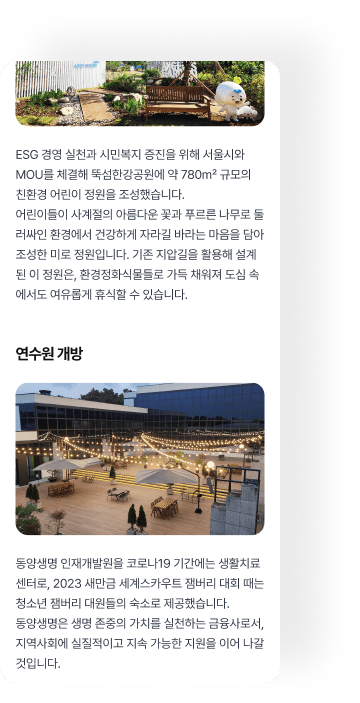 ESG 경영 실천과 시민복지 증진을 위해 서울시와
MOU를 체결해 뚝섬한강공원에 약 780m² 규모의
친환경 어린이 정원을 조성했습니다.
어린이들이 사계절의 아름다운 꽃과 푸르른 나무로 둘
러싸인 환경에서 건강하게 자라길 바라는 마음을 담아
조성한 미로 정원입니다. 기존 지압길을 활용해 설계
된 이 정원은, 환경정화식물들로 가득 채워져 도심 속
에서도 여유롭게 휴식할 수 있습니다.
연수원 개방
동양생명 인재개발원을 코로나19 기간에는 생활치료
센터로, 2023 새만금 세계스카우트 잼버리 대회 때는
청소년 잼버리 대원들의 숙소로 제공했습니다.
동양생명은 생명 존중의 가치를 실천하는 금융사로서,
지역사회에 실질적이고 지속 가능한 지원을 이어 나갈
것입니다.